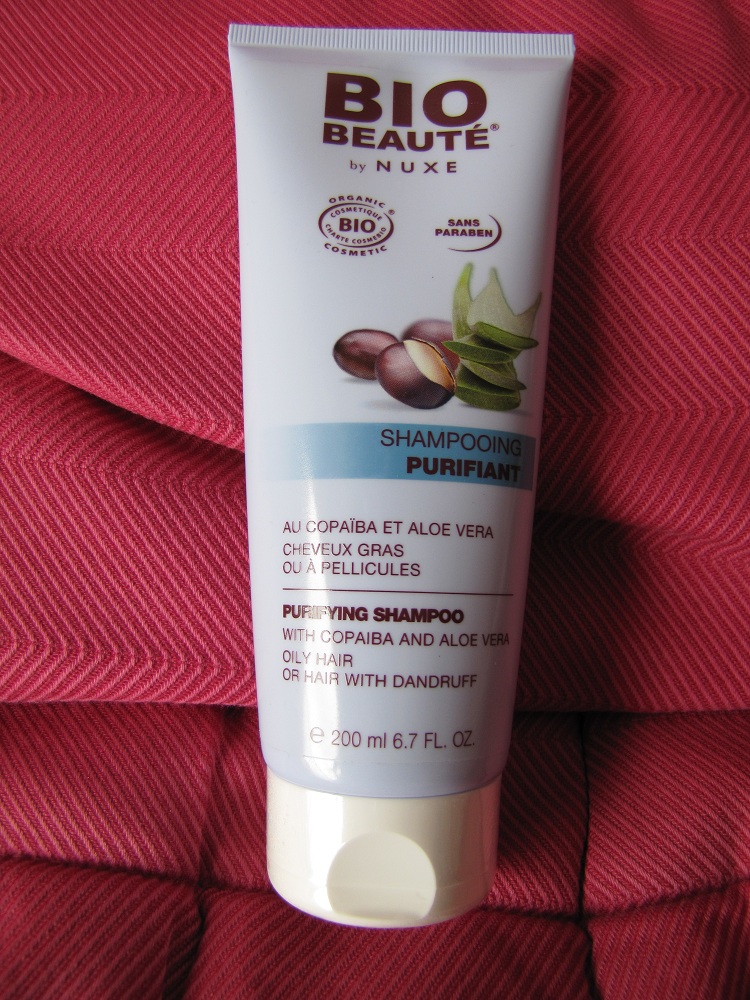 BIO
BEAUTÉ®
by NUXE
ORGANIC ®
COSMETIQUE
BIO
CHARTE COSMEBIO
COSMETIC
SANS
PARABEN
SHAMPOOING
PURIFIANT
AU COPAÏBA ET ALOE VERA
CHEVEUX GRAS
OU À PELLICULES
PURIFYING SHAMPOO
WITH COPAIBA AND ALOE VERA
OILY HAIR
OR HAIR WITH DANDRUFF
℮ 200 ml 6.7 FL. OZ.